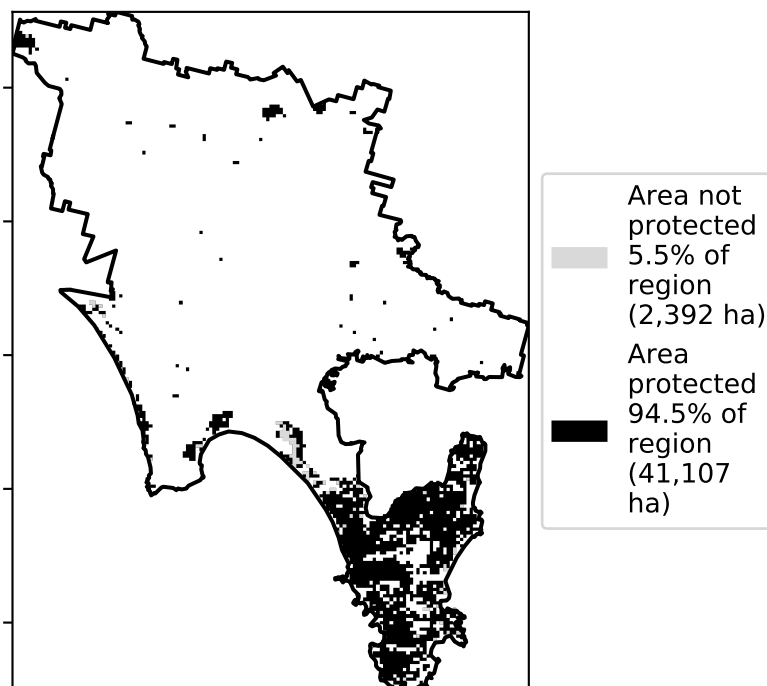 Area not
protected
5.5% of
region
(2,392 ha)
Area
protected
94.5% of
region
(41,107
ha)